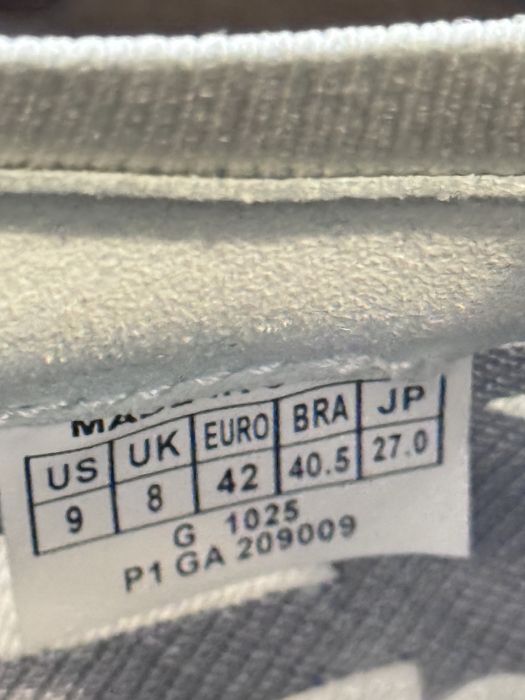 US UK EURO BRA JP
9 8 42 40.5 27.0
G 1025
P1 GA 209009